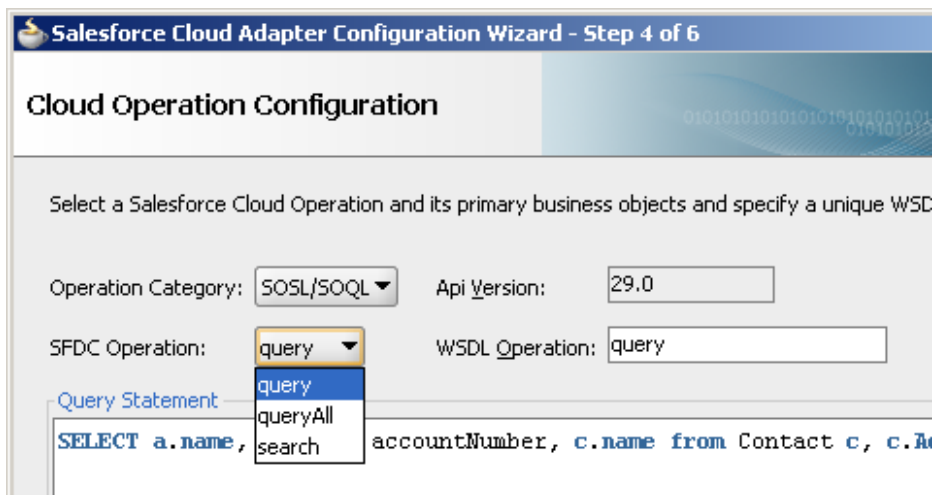 Salesforce Cloud Adapter Configuration Wizard - Step 4 of 6
Cloud Operation Configuration
Select a Salesforce Cloud Operation and its primary business objects and specify a unique WSD
Operation Category: SOSL/SOQL Api Version: 29.0
SFDC Operation: query WSDL Operation: query
query
Query Statement
queryAll
SELECT a.name, accountNumber, c.name from Contact c, c.Ac
search